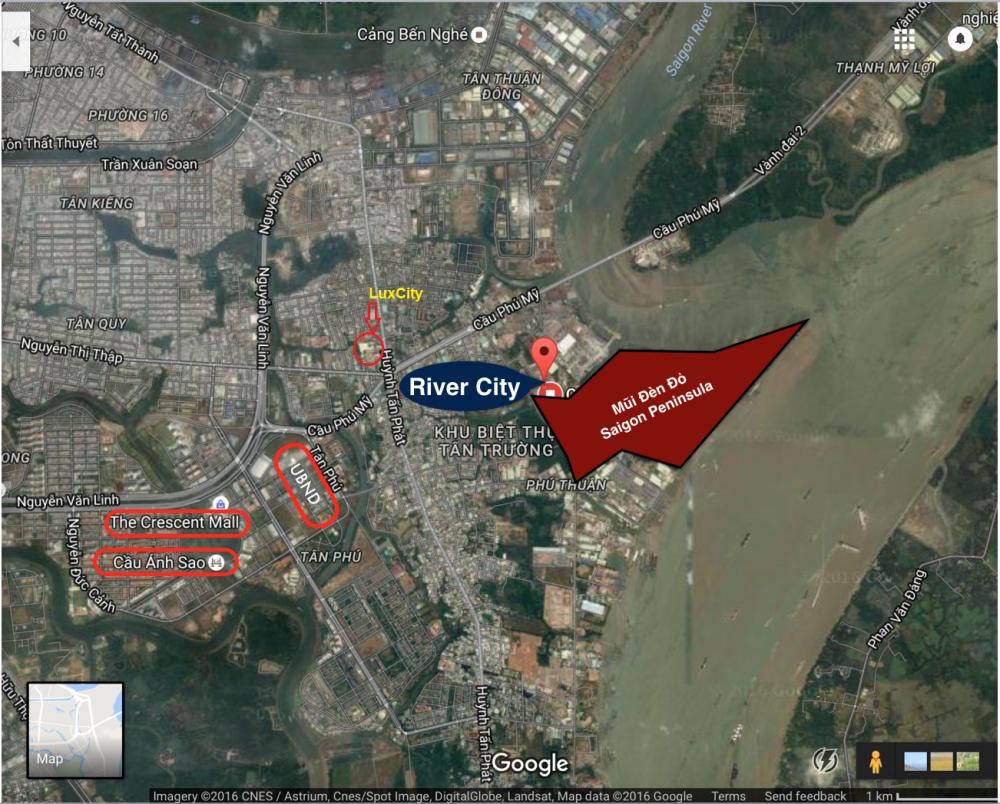 Nguyễn Tất Thành
Cảng Bến Nghé
Saigon River
PHƯỜNG 14
TÂN THUẬN
ĐÔNG
THẠNH MỸ LỢI
PHƯỜNG 16
Tôn Thất Thuyết
Trần Xuân Soạn
Nguyễn Văn Linh
Vành đai 2
TÂN KIỂNG
Cầu Phú Mỹ
Nguyễn Văn Linh
LuxCity
Cầu Phú Mỹ
TÂN QUY
Nguyễn Thị Thập
Huỳnh Tấn Phát
River City
Mũi Đèn Đỏ
Saigon Peninsula
Cầu Phú Mỹ
KHU BIỆT THỰ
TÂN TRƯỜNG
Tân Phú
UBND
PHÚ THUẬN
Nguyễn Văn Linh
The Crescent Mall
Cầu Ánh Sao
TÂN PHÚ
Nguyễn Đức Cảnh
Phan Văn Đáng
Huỳnh Tấn Phát
Map
Google
Imagery ©2016 CNES / Astrium, Cnes/Spot Image, DigitalGlobe, Landsat, Map data ©2016 Google
Terms
Send feedback
1 km